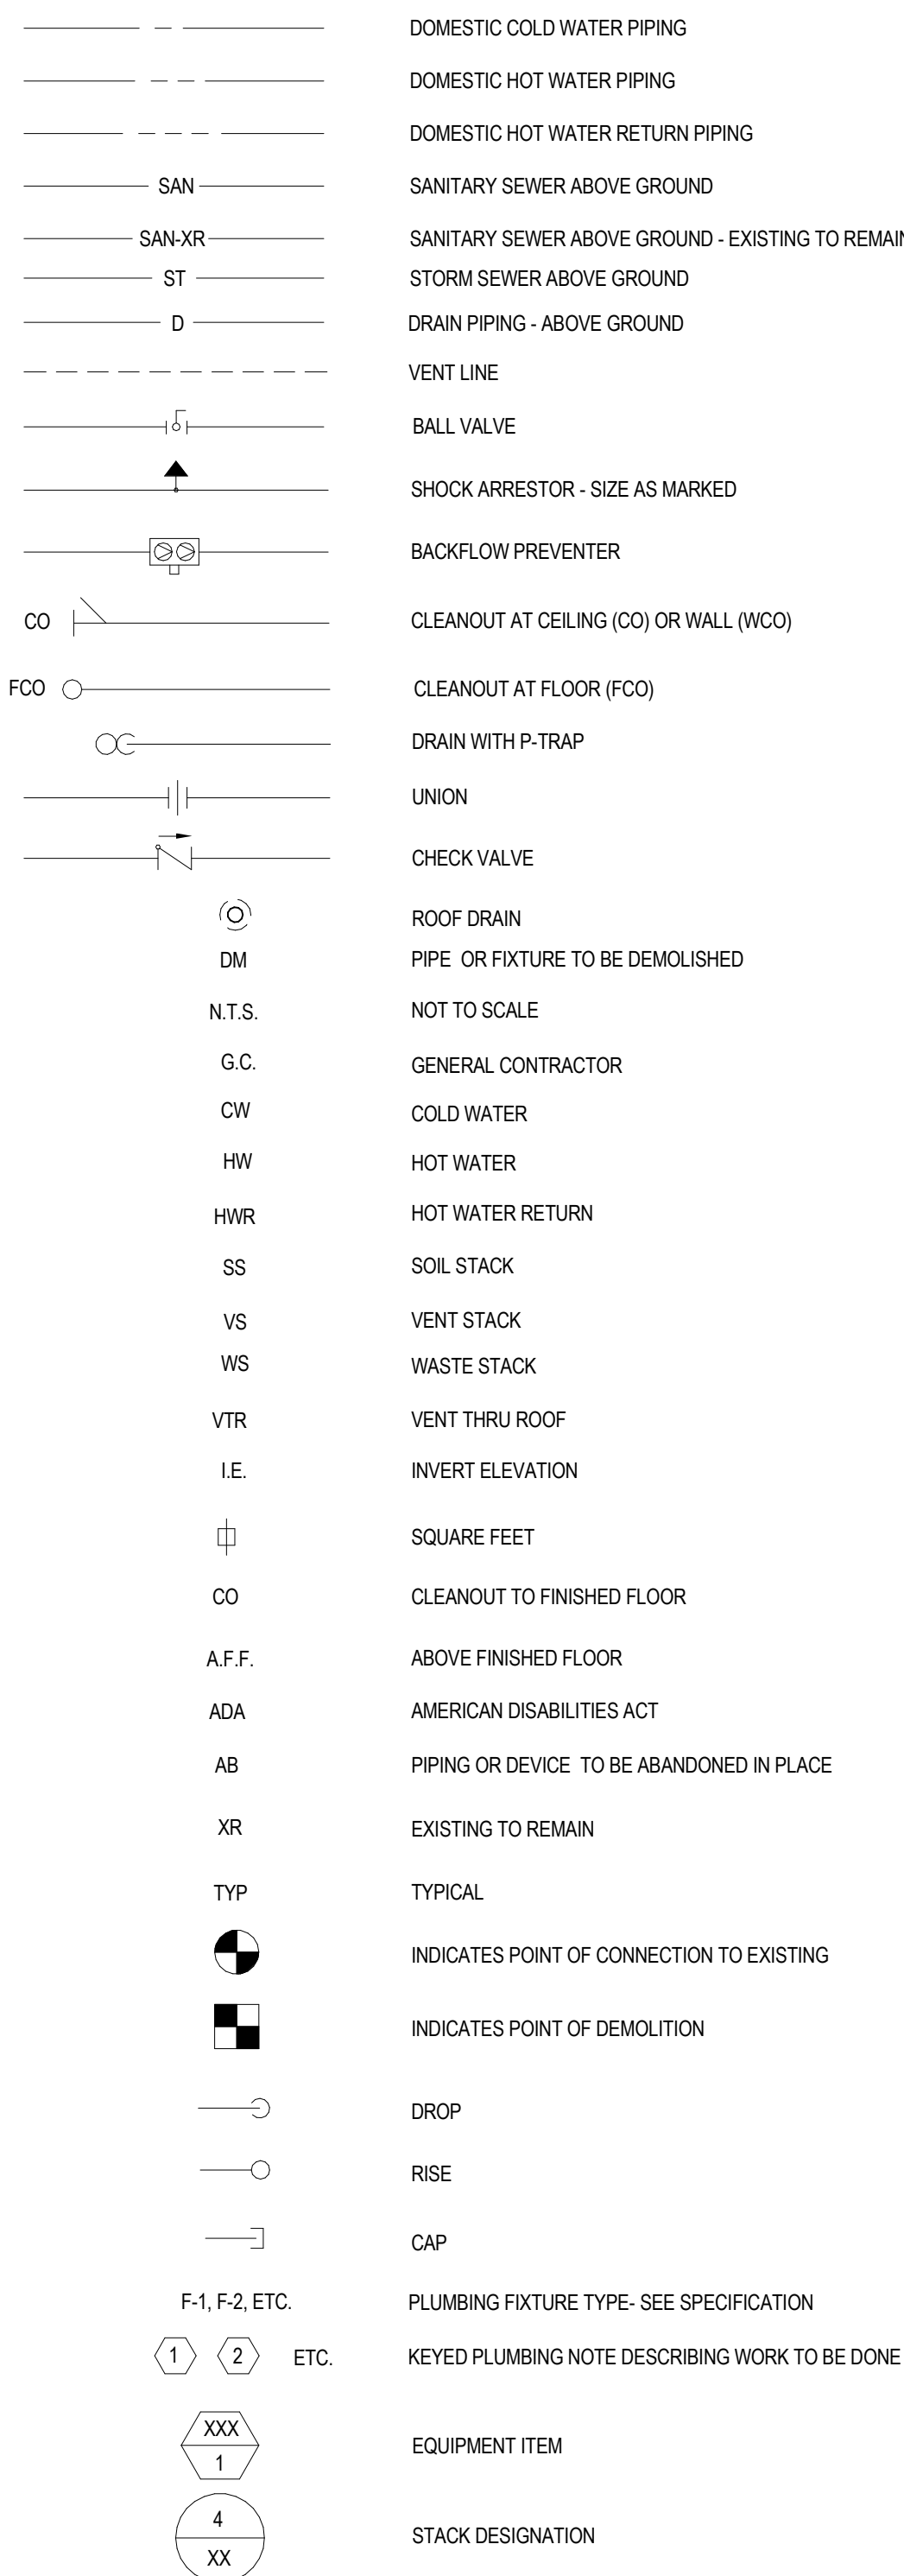 DOMESTIC COLD WATER PIPING
DOMESTIC HOT WATER PIPING
DOMESTIC HOT WATER RETURN PIPING
SAN SANITARY SEWER ABOVE GROUND
SAN-XR SANITARY SEWER ABOVE GROUND - EXISTING TO REMAIN
ST STORM SEWER ABOVE GROUND
D DRAIN PIPING - ABOVE GROUND
VENT LINE
BALL VALVE
SHOCK ARRESTOR - SIZE AS MARKED
BACKFLOW PREVENTER
CO CLEANOUT AT CEILING (CO) OR WALL (WCO)
FCO CLEANOUT AT FLOOR (FCO)
DRAIN WITH P-TRAP
UNION
CHECK VALVE
ROOF DRAIN
DM PIPE OR FIXTURE TO BE DEMOLISHED
N.T.S. NOT TO SCALE
G.C. GENERAL CONTRACTOR
CW COLD WATER
HW HOT WATER
HWR HOT WATER RETURN
SS SOIL STACK
VS VENT STACK
WS WASTE STACK
VTR VENT THRU ROOF
I.E. INVERT ELEVATION
SQUARE FEET
CO CLEANOUT TO FINISHED FLOOR
A.F.F. ABOVE FINISHED FLOOR
ADA AMERICAN DISABILITIES ACT
AB PIPING OR DEVICE TO BE ABANDONED IN PLACE
XR EXISTING TO REMAIN
TYP TYPICAL
INDICATES POINT OF CONNECTION TO EXISTING
INDICATES POINT OF DEMOLITION
DROP
RISE
CAP
F-1, F-2, ETC. PLUMBING FIXTURE TYPE- SEE SPECIFICATION
1 2 ETC. KEYED PLUMBING NOTE DESCRIBING WORK TO BE DONE
XXX
1 EQUIPMENT ITEM
4
XX STACK DESIGNATION